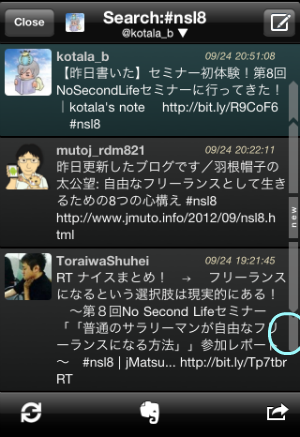 Close
Search:#nsl8
@kotala_b ▼
kotala_b 09/24 20:51:08
【昨日書いた】セミナー初体験！第8回
NoSecondLifeセミナーに行ってきた！
｜kotala's note http://bit.ly/R9CoF6
#nsl8
mutoj_rdm821 09/24 20:22:11
昨日更新したブログです／羽根帽子の
太公望: 自由なフリーランスとして生き
るための8つの心構え #nsl8
http://www.jmuto.info/2012/09/nsl8.h
tml
new
ToraiwaShuhei 09/24 19:21:45
RT ナイスまとめ！ → フリーランス
になるという選択肢は現実的にある！
～第８回No Second Lifeセミナー
「「普通のサラリーマンが自由なフリ
ーランスになる方法」」参加レポート
～ #nsl8 | jMatsu... http://bit.ly/Tp7tbr
RT